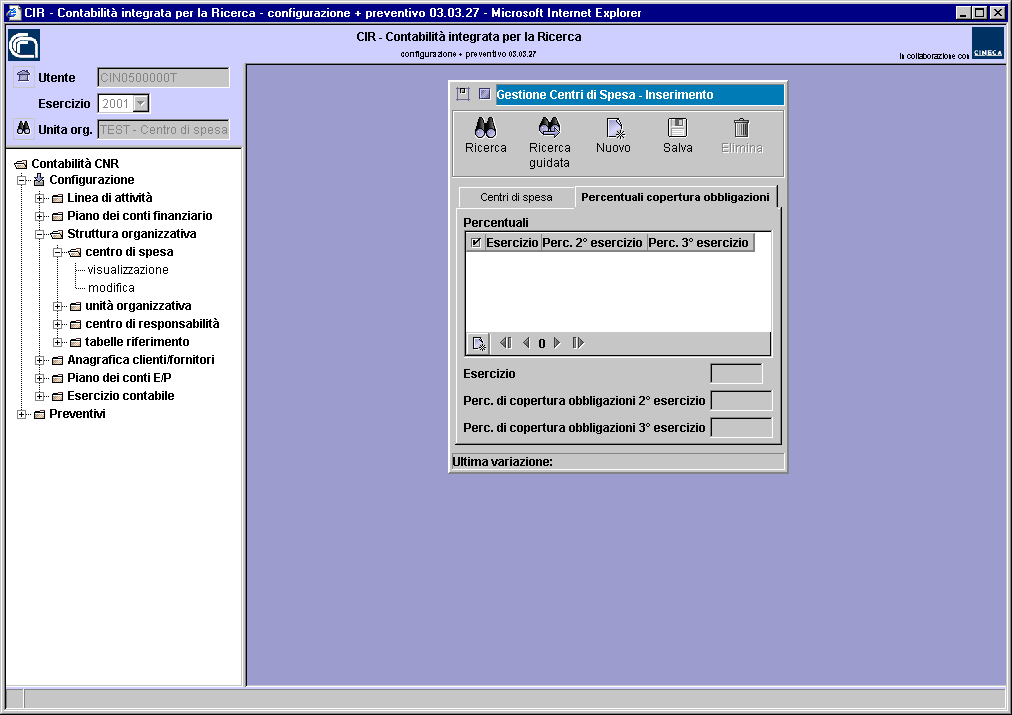 CIR - Contabilità integrata per la Ricerca - configurazione + preventivo 03.03.27 - Microsoft Internet Explorer
CIR - Contabilità integrata per la Ricerca
configurazione + preventivo 03.03.27
In collaborazione con
CINECA
Utente CIN0500000T
Esercizio 2001
Unita org. TEST - Centro di spesa
Contabilità CNR
Configurazione
Linea di attività
Piano dei conti finanziario
Struttura organizzativa
centro di spesa
visualizzazione
modifica
unità organizzativa
centro di responsabilità
tabelle riferimento
Anagrafica clienti/fornitori
Piano dei conti E/P
Esercizio contabile
Preventivi
Gestione Centri di Spesa - Inserimento
Ricerca
Ricerca guidata
Nuovo
Salva
Elimina
Centri di spesa
Percentuali copertura obbligazioni
Percentuali
Esercizio Perc. 2° esercizio Perc. 3° esercizio
0
Esercizio
Perc. di copertura obbligazioni 2° esercizio
Perc. di copertura obbligazioni 3° esercizio
Ultima variazione: